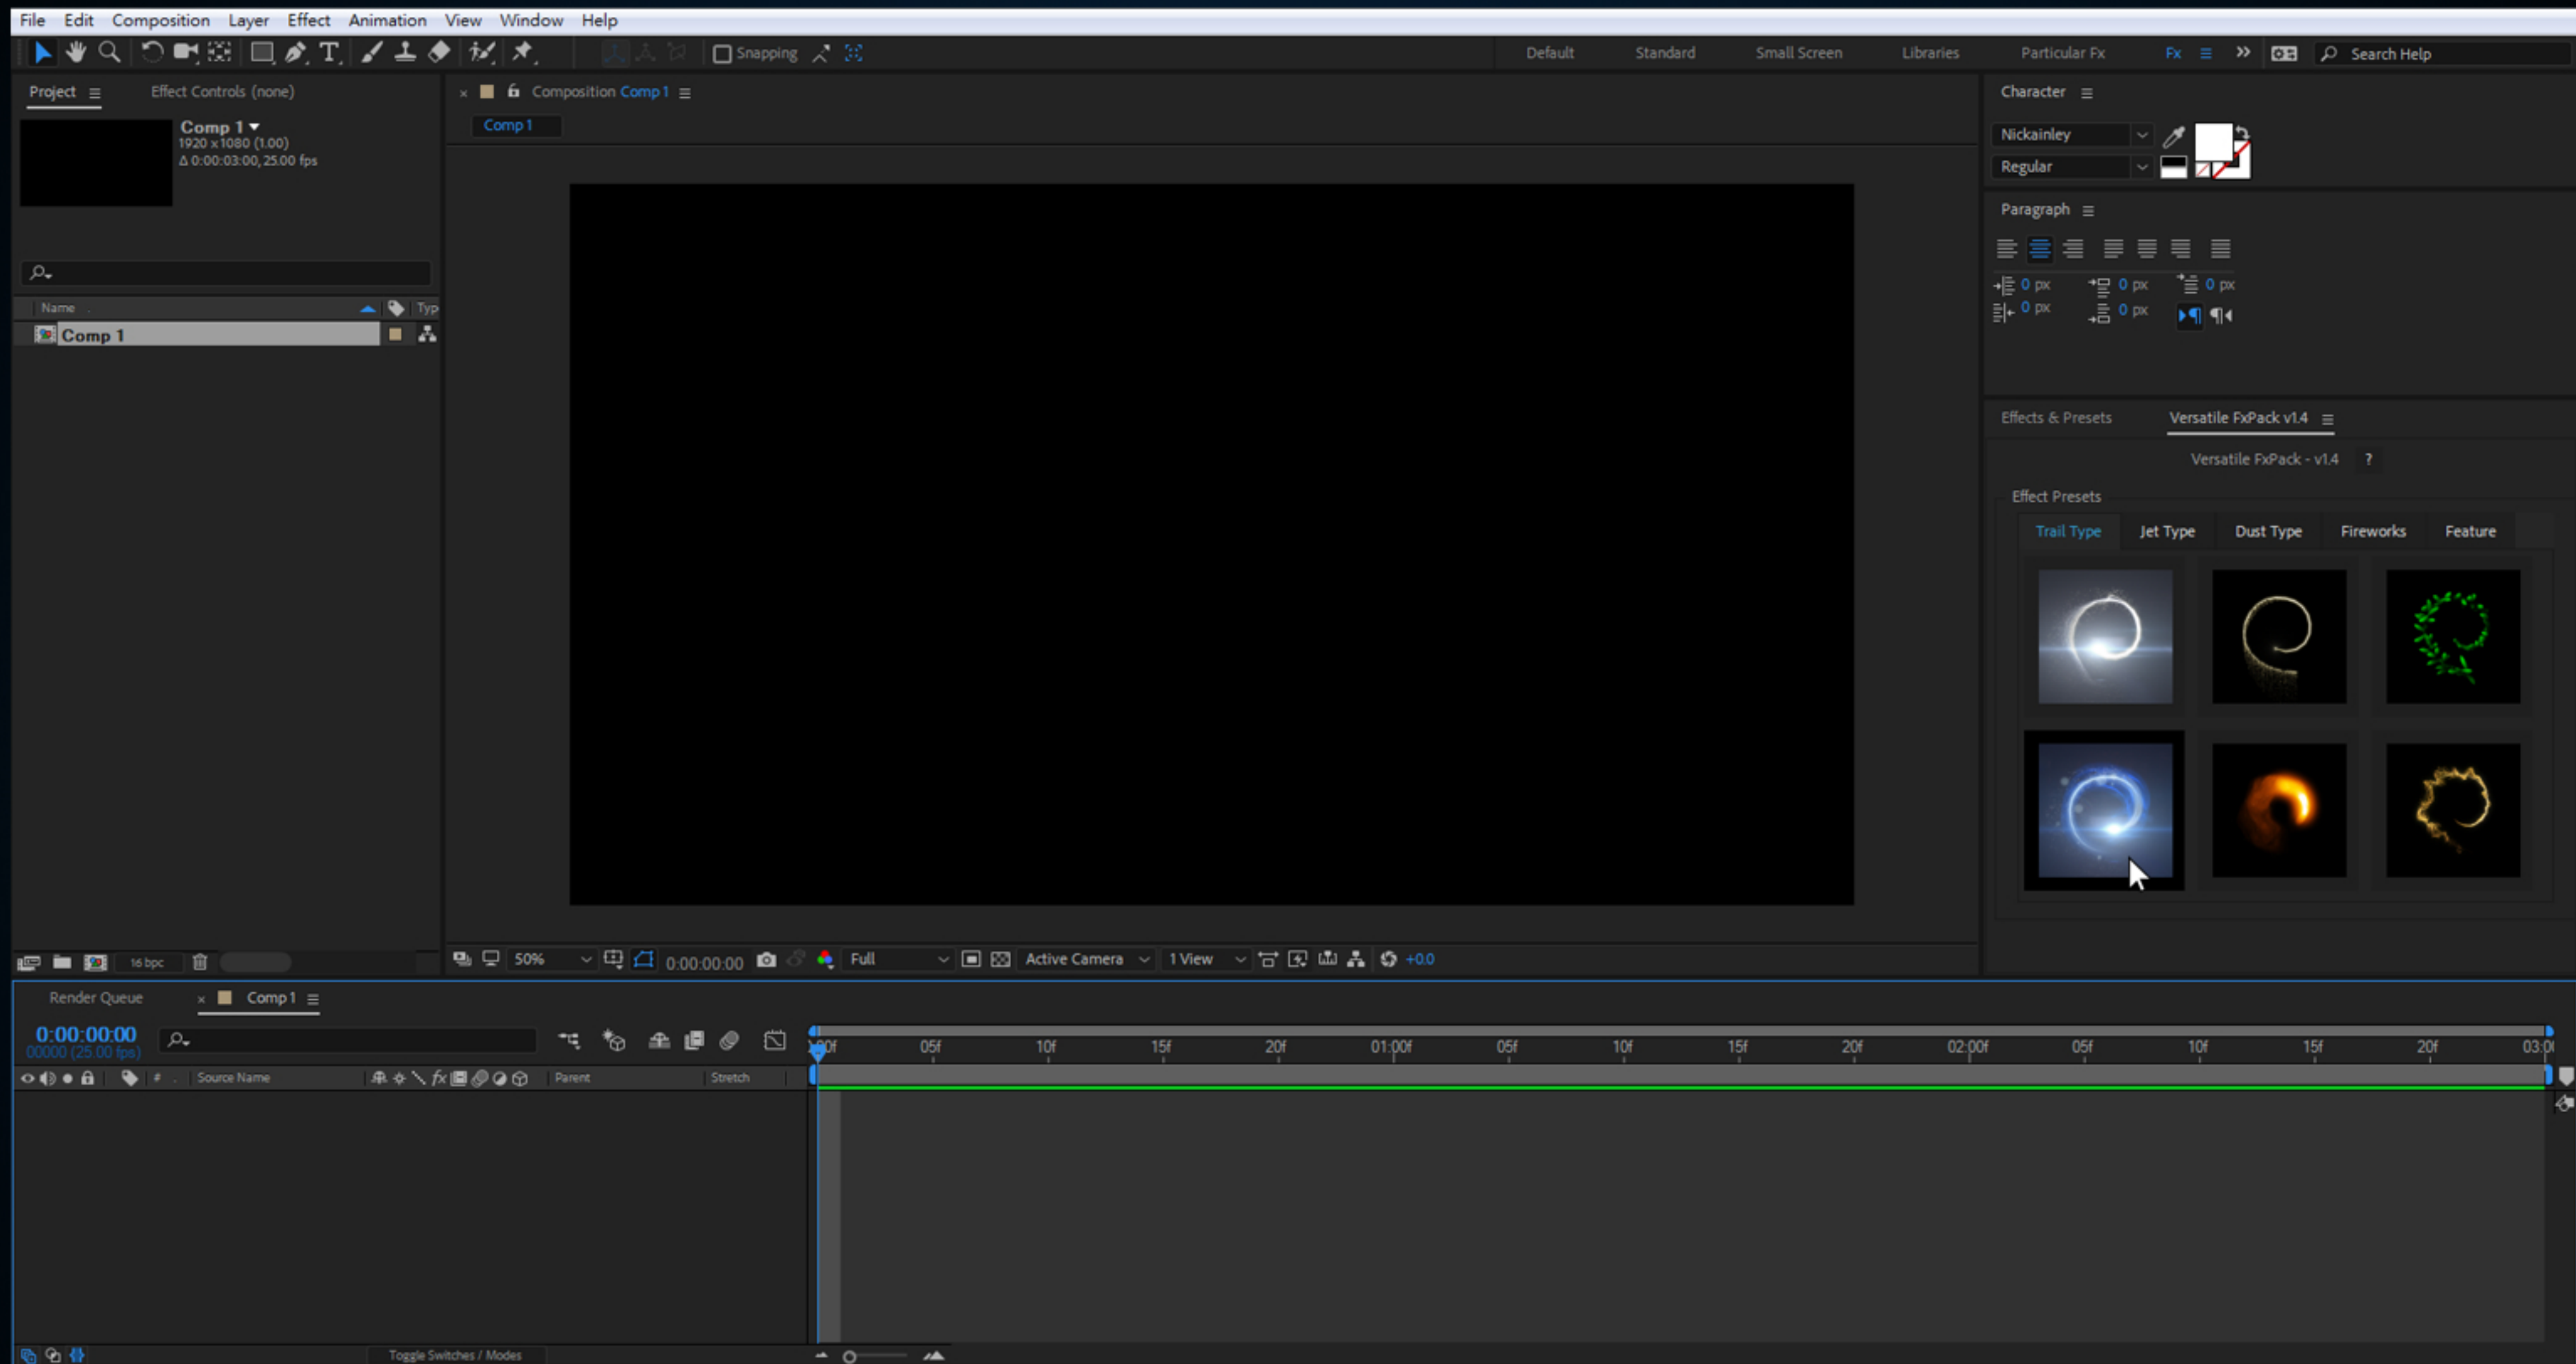 File Edit Composition Layer Effect Animation View Window Help
Snapping Default Standard Small Screen Libraries Particular Fx Fx Search Help
Project Effect Controls (none)
Comp 1
1920 x1080 (1.00)
Δ 0:00:03:00, 25.00 fps
Name Typ
Comp 1
16 bpc
Composition Comp 1
Comp 1
50% 0:00:00:00 Full Active Camera 1 View +0.0
Character
Nickainley
Regular
Paragraph
0 px 0 px 0 px
0 px 0 px
Effects & Presets Versatile FxPack v1.4
Versatile FxPack - v1.4 ?
Effect Presets
Trail Type Jet Type Dust Type Fireworks Feature
Render Queue Comp 1
0:00:00:00
00000 (25.00 fps)
:00f 05f 10f 15f 20f 01:00f 05f 10f 15f 20f 02:00f 05f 10f 15f 20f 03:0
# Source Name fx Parent Stretch
Toggle Switches / Modes